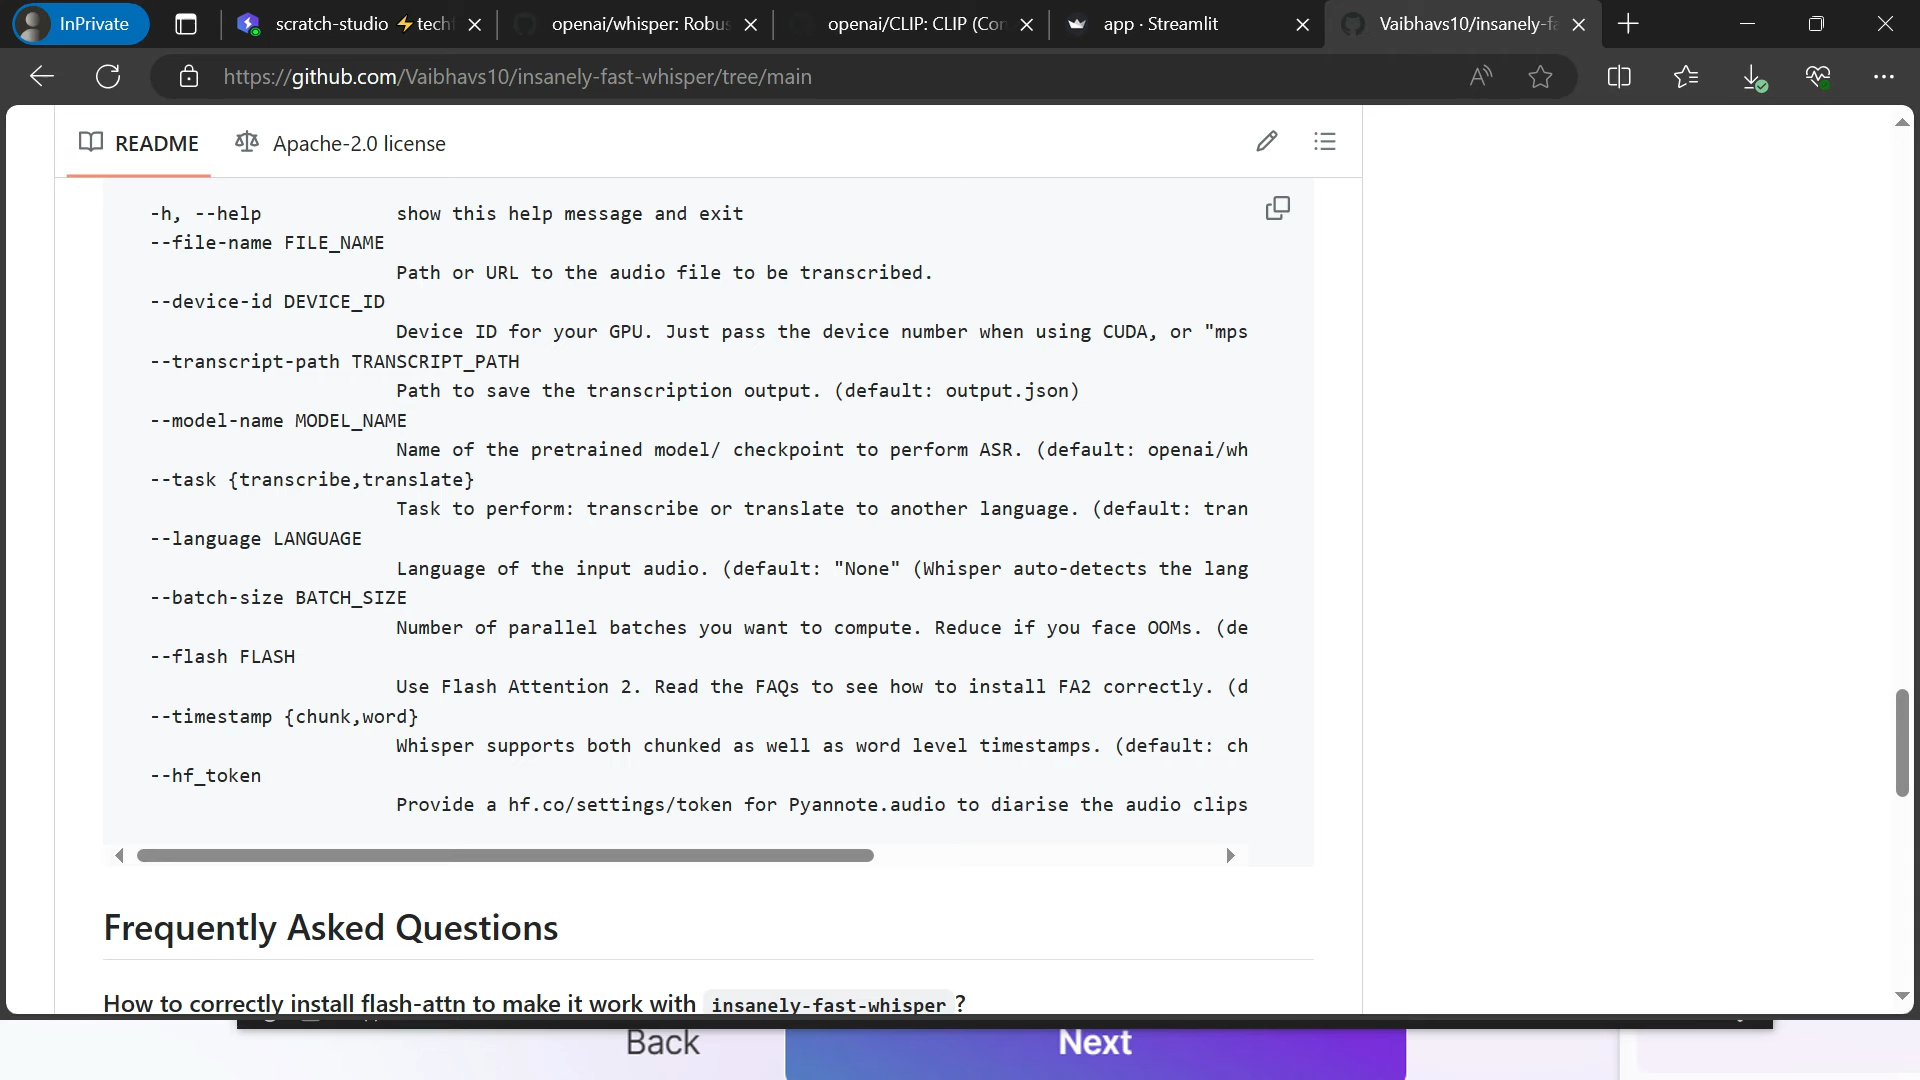 InPrivate
scratch-studio ⚡techf
openai/whisper: Robus
openai/CLIP: CLIP (Con
app · Streamlit
Vaibhavs10/insanely-fa
https://github.com/Vaibhavs10/insanely-fast-whisper/tree/main
README
Apache-2.0 license
-h, --help show this help message and exit
--file-name FILE_NAME
Path or URL to the audio file to be transcribed.
--device-id DEVICE_ID
Device ID for your GPU. Just pass the device number when using CUDA, or "mps
--transcript-path TRANSCRIPT_PATH
Path to save the transcription output. (default: output.json)
--model-name MODEL_NAME
Name of the pretrained model/ checkpoint to perform ASR. (default: openai/wh
--task {transcribe,translate}
Task to perform: transcribe or translate to another language. (default: tran
--language LANGUAGE
Language of the input audio. (default: "None" (Whisper auto-detects the lang
--batch-size BATCH_SIZE
Number of parallel batches you want to compute. Reduce if you face OOMs. (de
--flash FLASH
Use Flash Attention 2. Read the FAQs to see how to install FA2 correctly. (d
--timestamp {chunk,word}
Whisper supports both chunked as well as word level timestamps. (default: ch
--hf_token
Provide a hf.co/settings/token for Pyannote.audio to diarise the audio clips
Frequently Asked Questions
How to correctly install flash-attn to make it work with insanely-fast-whisper ?
Back
Next